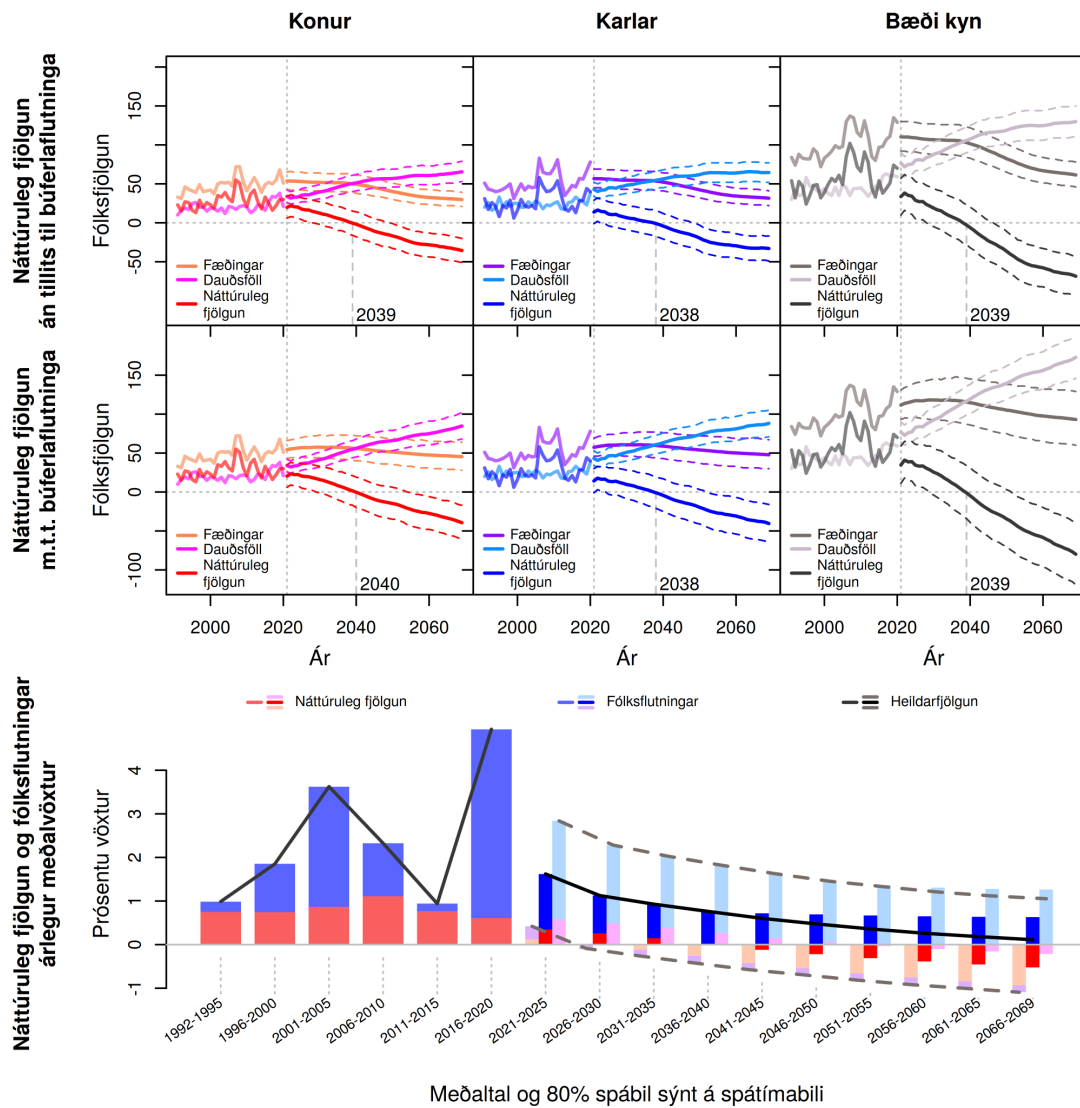 Konur
Karlar
Bæði kyn
Náttúruleg fjölgun
án tillits til búferlaflutninga
Fólksfjölgun
150
100
50
0
-50
Fæðingar
Dauðsföll
Náttúruleg
fjölgun
2039
Fæðingar
Dauðsföll
Náttúruleg
fjölgun
2038
Fæðingar
Dauðsföll
Náttúruleg
fjölgun
2039
Náttúruleg fjölgun
m.t.t. búferlaflutninga
Fólksfjölgun
150
50
0
-100
Fæðingar
Dauðsföll
Náttúruleg
fjölgun
2040
Fæðingar
Dauðsföll
Náttúruleg
fjölgun
2038
Fæðingar
Dauðsföll
Náttúruleg
fjölgun
2039
2000 2020 2040 2060
2000 2020 2040 2060
2000 2020 2040 2060
Ár
Ár
Ár
Náttúruleg fjölgun og fólksflutningar
árlegur meðalvöxtur
Náttúruleg fjölgun
Fólksflutningar
Heildarfjölgun
Prósentu vöxtur
4
3
2
1
0
-1
1992-1995
1996-2000
2001-2005
2006-2010
2011-2015
2016-2020
2021-2025
2026-2030
2031-2035
2036-2040
2041-2045
2046-2050
2051-2055
2056-2060
2061-2065
2066-2069
Meðaltal og 80% spábil sýnt á spátímabili